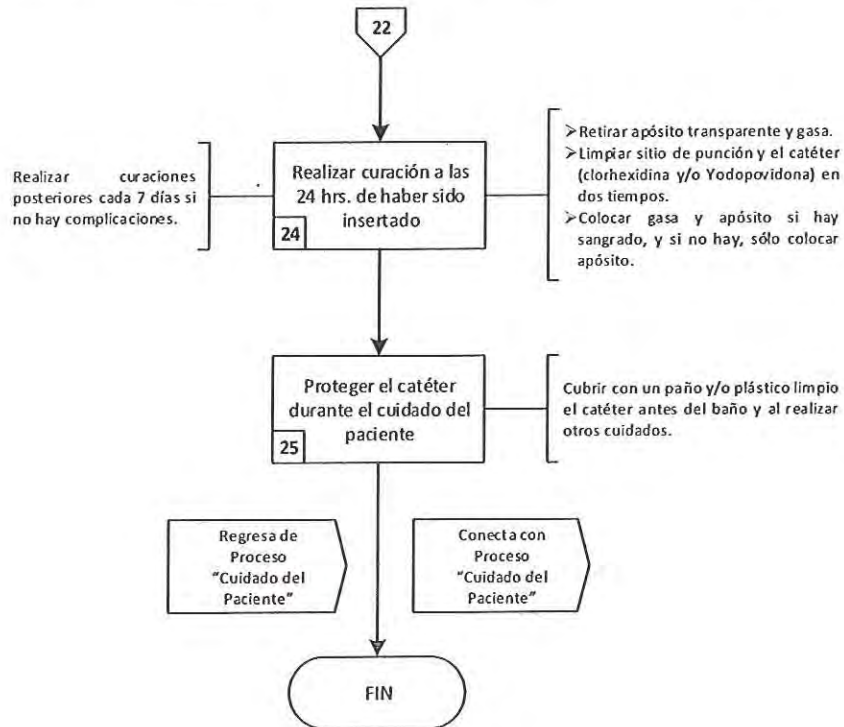 22
Realizar curaciones
posteriores cada 7 días si
no hay complicaciones.
Realizar curación a las
24 hrs. de haber sido
insertado
24
➢Retirar apósito transparente y gasa.
➢Limpiar sitio de punción y el catéter
(clorhexidina y/o Yodopovidona) en
dos tiempos.
➢Colocar gasa y apósito si hay
sangrado, y si no hay, sólo colocar
apósito.
Proteger el catéter
durante el cuidado del
paciente
25
Cubrir con un paño y/o plástico limpio
el catéter antes del baño y al realizar
otros cuidados.
Regresa de
Proceso
“Cuidado del
Paciente”
Conecta con
Proceso
“Cuidado del
Paciente”
FIN